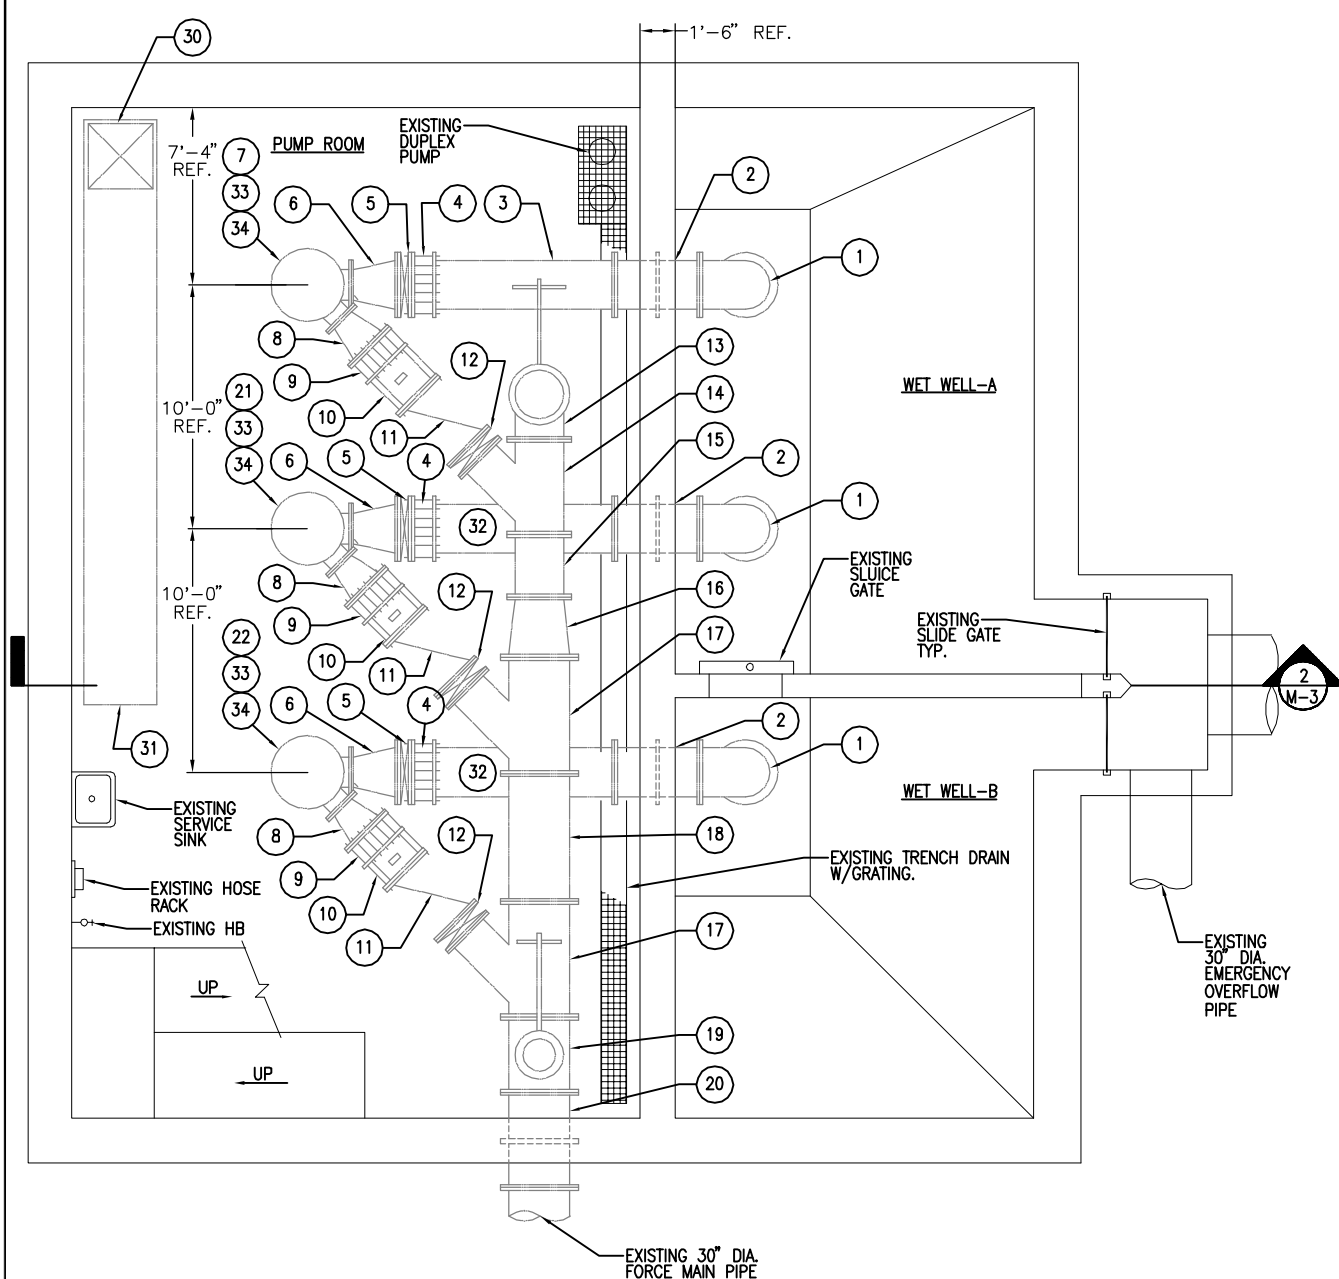 30
1'-6" REF.
EXISTING
DUPLEX
PUMP
PUMP ROOM
7'-4"
REF.
7
33
34
6
5
4
3
2
1
8
9
10
11
12
13
14
15
WET WELL-A
10'-0"
REF.
21
33
34
6
5
4
32
2
1
EXISTING
SLUICE
GATE
10'-0"
REF.
8
9
10
11
12
16
17
EXISTING
SLIDE GATE
TYP.
2
M-3
22
33
34
6
5
4
32
2
1
31
EXISTING
SERVICE
SINK
8
9
10
11
12
18
WET WELL-B
EXISTING TRENCH DRAIN
W/GRATING.
EXISTING HOSE
RACK
EXISTING HB
17
EXISTING
30" DIA.
EMERGENCY
OVERFLOW
PIPE
UP
UP
19
20
EXISTING 30" DIA.
FORCE MAIN PIPE